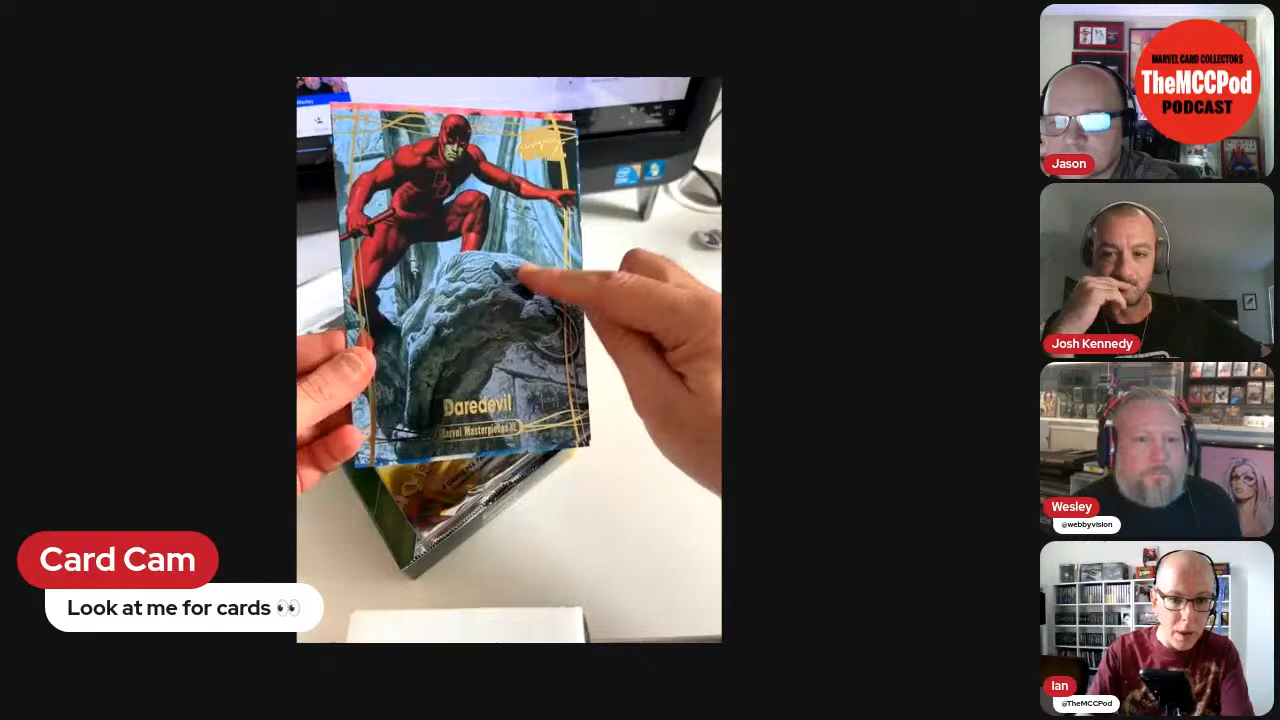 MARVEL CARD COLLECTORS
TheMCCPod
PODCAST
Jason
Josh Kennedy
Wesley
@webbyvision
Ian
@TheMCCPod
Card Cam
Look at me for cards 👀
Daredevil
Marvel Masterpieces XL
DD